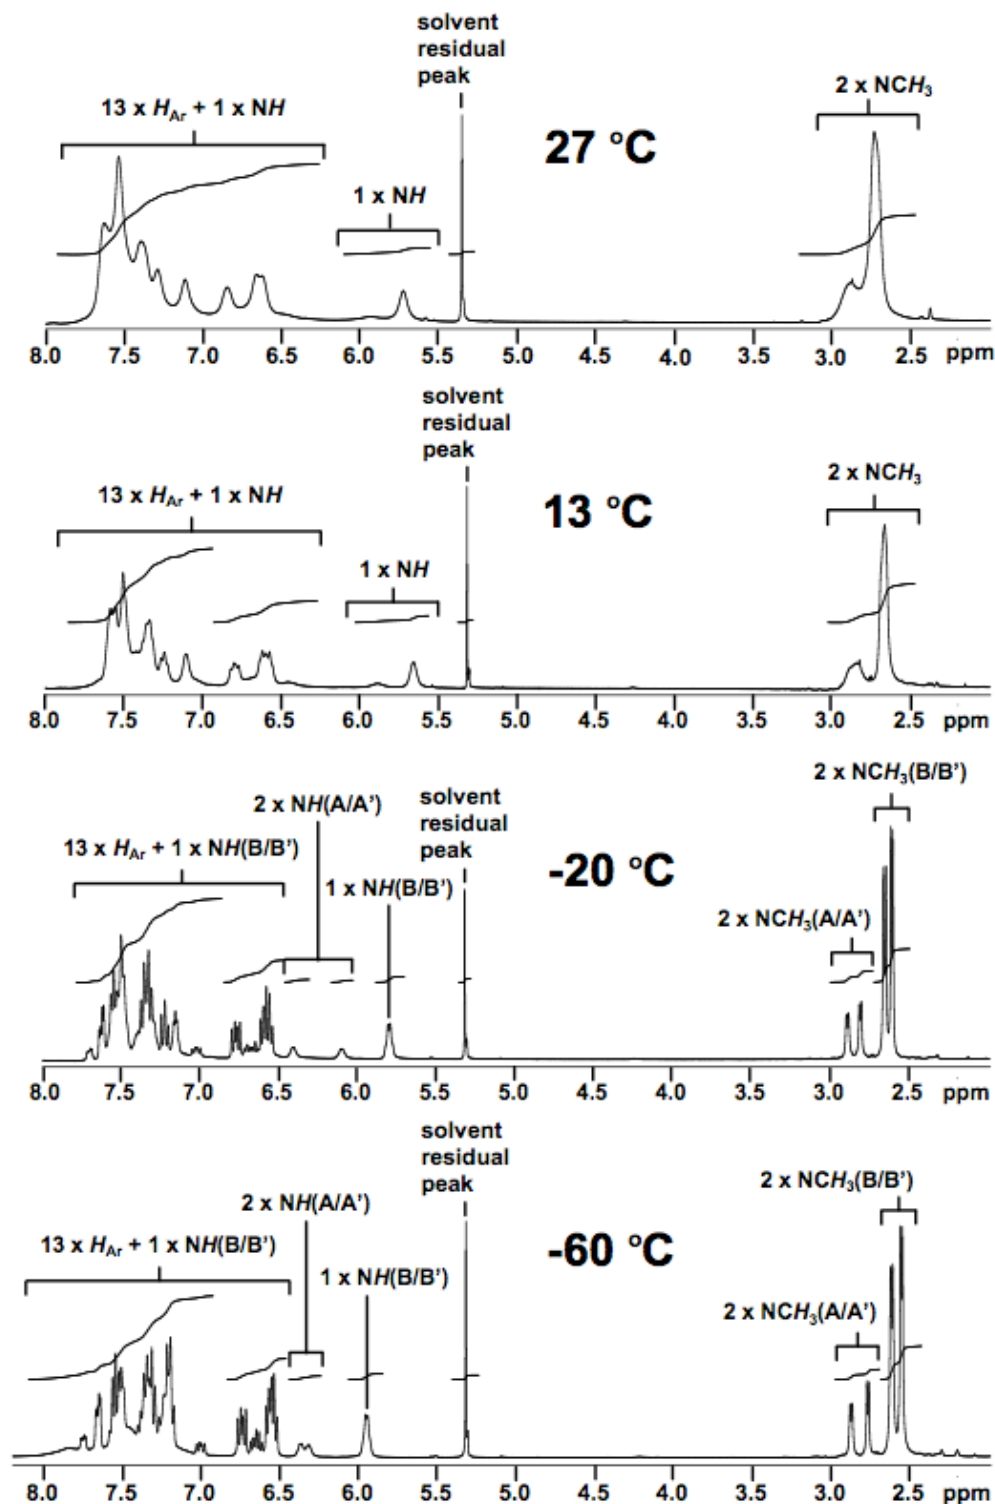 solvent
residual
peak
13 x HAr + 1 x NH
2 x NCH3
27 °C
1 x NH
8.0 7.5 7.0 6.5 6.0 5.5 5.0 4.5 4.0 3.5 3.0 2.5 ppm
solvent
residual
peak
13 x HAr + 1 x NH
2 x NCH3
13 °C
1 x NH
8.0 7.5 7.0 6.5 6.0 5.5 5.0 4.5 4.0 3.5 3.0 2.5 ppm
2 x NCH3(B/B')
2 x NH(A/A')
solvent
residual
peak
13 x HAr + 1 x NH(B/B')
-20 °C
1 x NH(B/B')
2 x NCH3(A/A')
8.0 7.5 7.0 6.5 6.0 5.5 5.0 4.5 4.0 3.5 3.0 2.5 ppm
solvent
residual
peak
2 x NCH3(B/B')
2 x NH(A/A')
13 x HAr + 1 x NH(B/B')
-60 °C
1 x NH(B/B')
2 x NCH3(A/A')
8.0 7.5 7.0 6.5 6.0 5.5 5.0 4.5 4.0 3.5 3.0 2.5 ppm